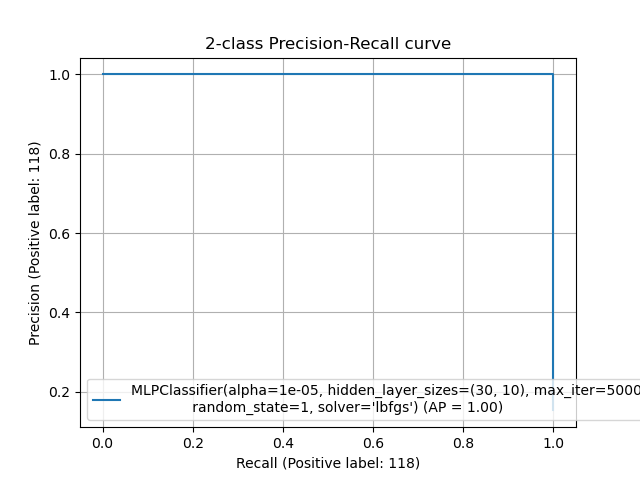 2-class Precision-Recall curve
Precision (Positive label: 118)
1.0
0.8
0.6
0.4
0.2
MLPClassifier(alpha=1e-05, hidden_layer_sizes=(30, 10), max_iter=5000
random_state=1, solver='lbfgs') (AP = 1.00)
0.0 0.2 0.4 0.6 0.8 1.0
Recall (Positive label: 118)